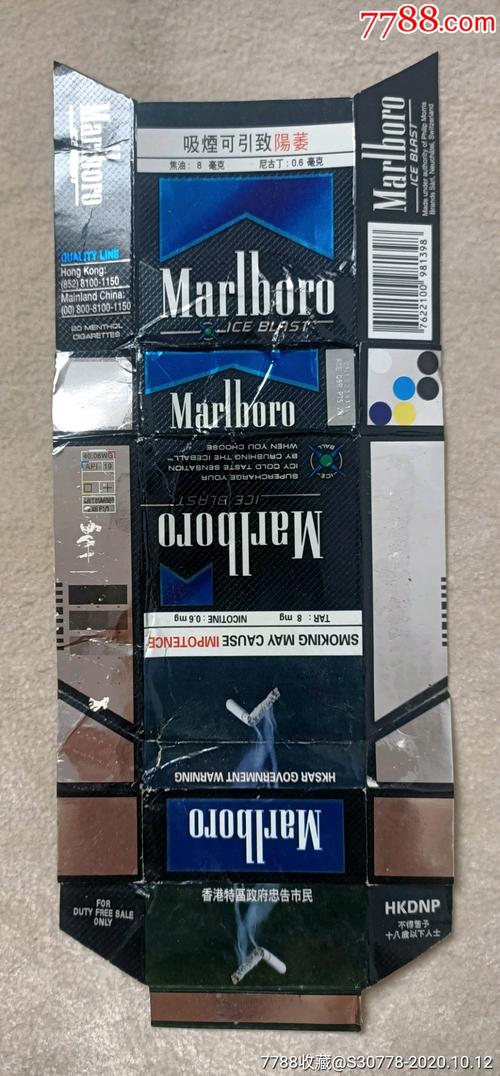 7788.com
Marlboro
QUALITY LINE
Hong Kong:
(852) 8100-1150
Mainland China:
(00) 800-8100-1150
20 MENTHOL
CIGARETTES
吸煙可引致陽萎
焦油: 8 毫克 尼古丁: 0.6 毫克
Marlboro
ICE BLAST
Marlboro
ICE BLAST
Made under authority of Philip Morris
Brands Sàrl, Neuchâtel, Switzerland
7622100 981398
Marlboro
ICE BALL
SUPERCHARGE YOUR
ICY COLD TASTE SENSATION
BY CRUSHING THE ICEBALL™
WHEN YOU CHOOSE
ICE BLAST
Marlboro
TAR: 8 mg NICOTINE: 0.6 mg
SMOKING MAY CAUSE IMPOTENCE
HKSAR GOVERNMENT WARNING
Marlboro
香港特區政府忠告市民
FOR
DUTY FREE SALE
ONLY
HKDNP
不得售予
十八歲以下人士
7788收藏@S30778-2020.10.12